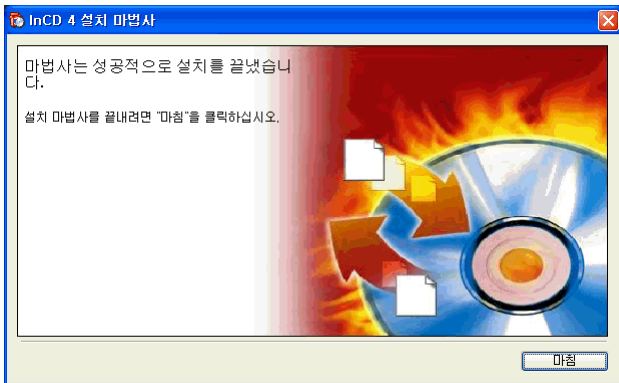 InCD 4 설치 마법사
마법사는 성공적으로 설치를 끝냈습니
다.
설치 마법사를 끝내려면 "마침"을 클릭하십시오.
마침